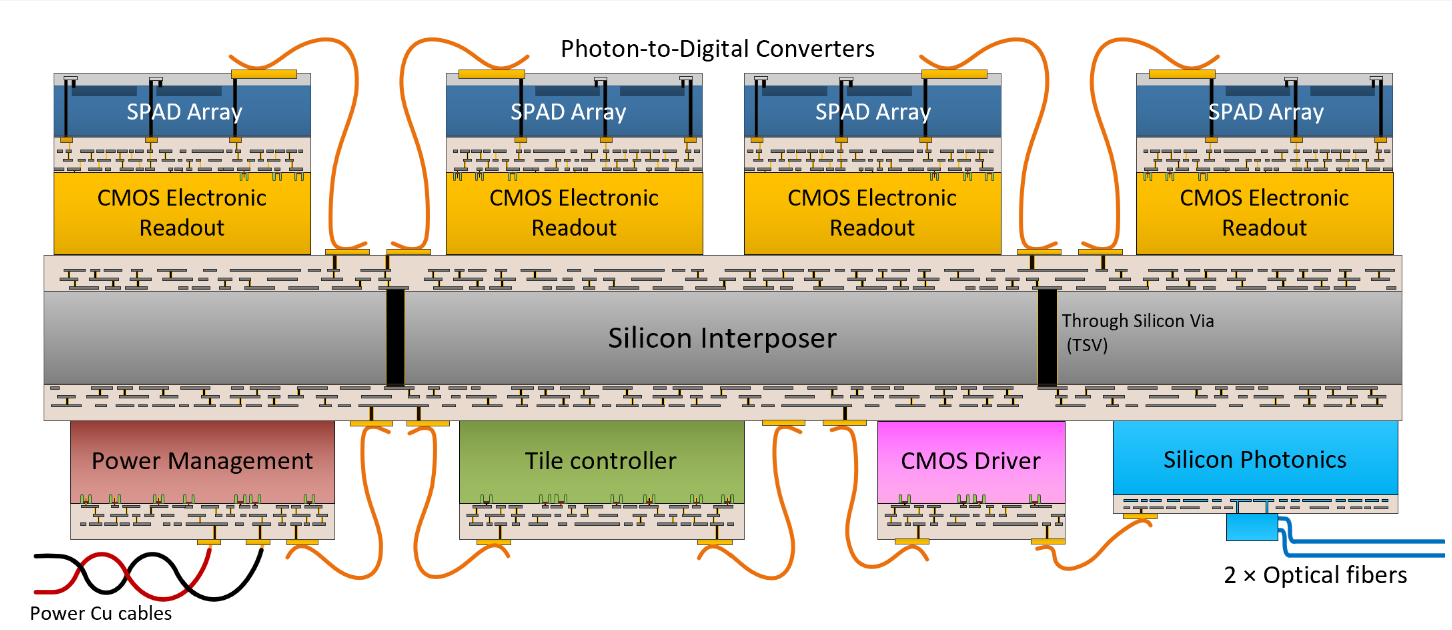 Photon-to-Digital Converters
SPAD Array
SPAD Array
SPAD Array
SPAD Array
CMOS Electronic
Readout
CMOS Electronic
Readout
CMOS Electronic
Readout
CMOS Electronic
Readout
Silicon Interposer
Through Silicon Via
(TSV)
Power Management
Tile controller
CMOS Driver
Silicon Photonics
Power Cu cables
2 × Optical fibers